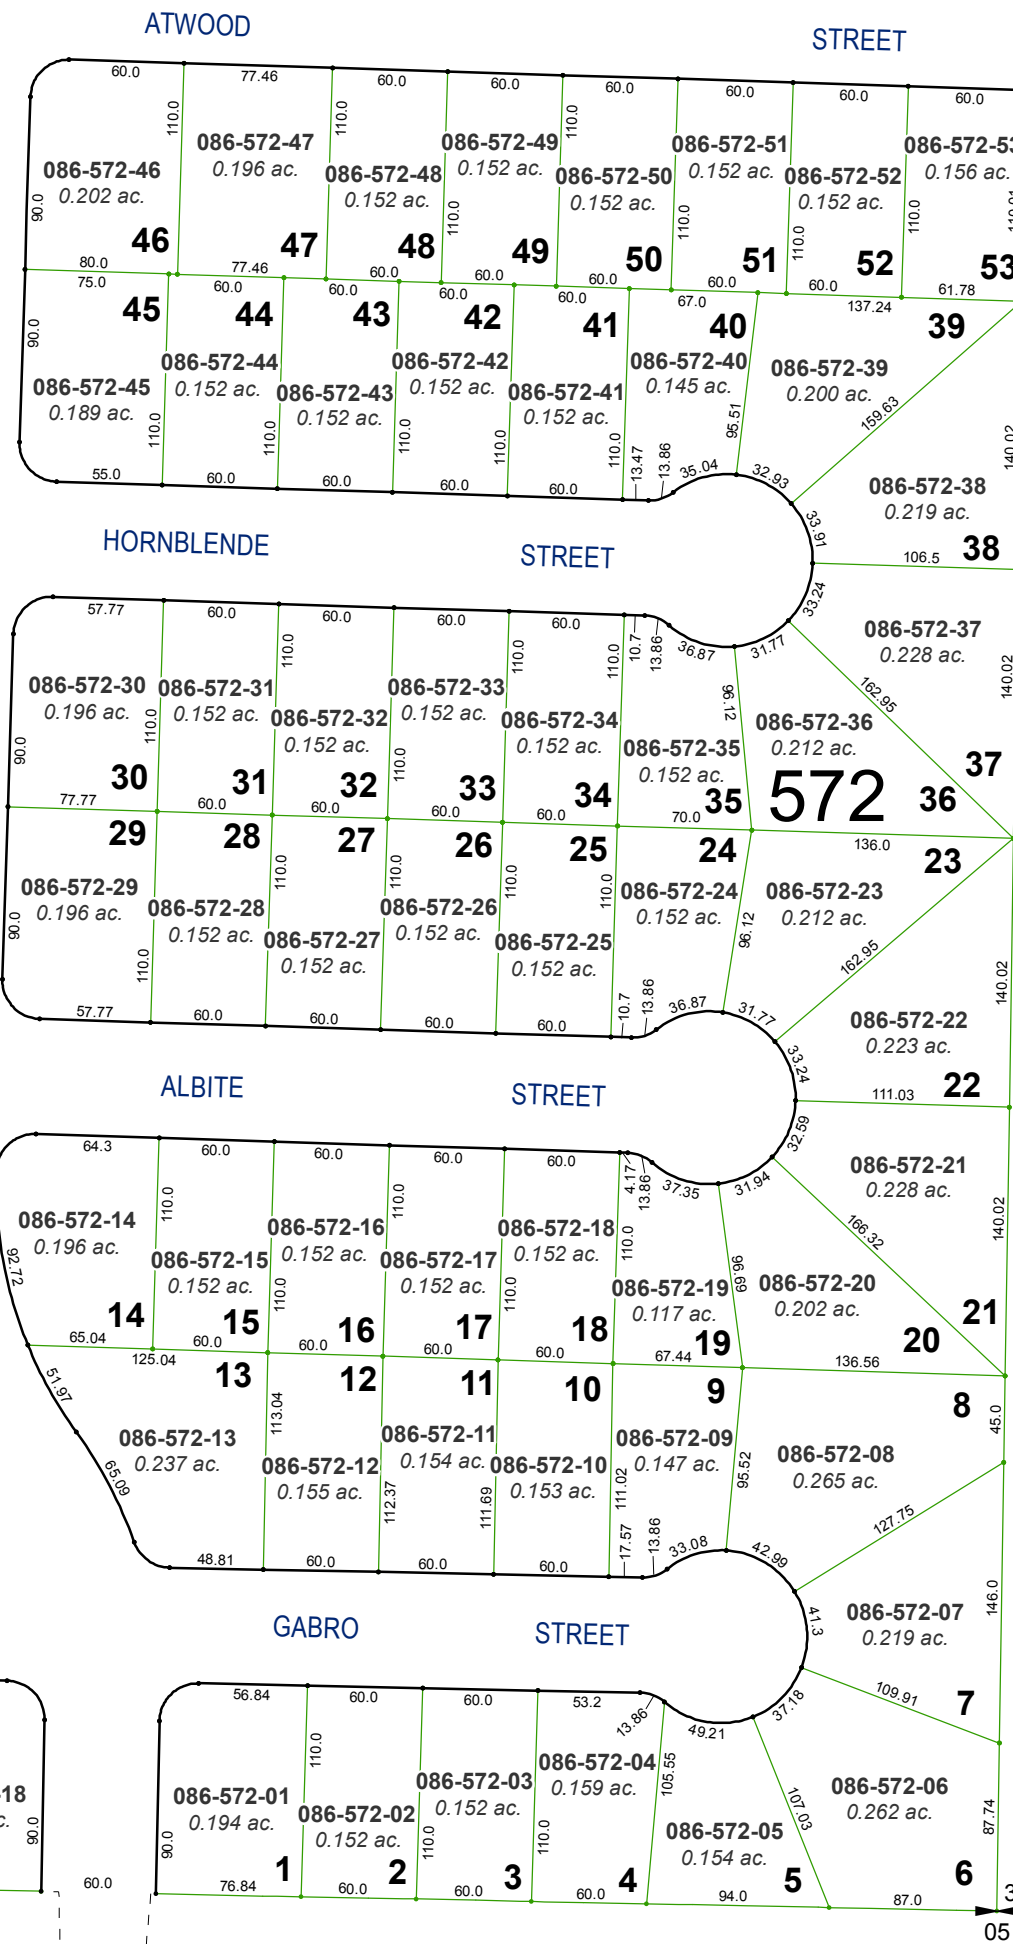 ATWOOD STREET
60.0 77.46 60.0 60.0 60.0 60.0 60.0 60.0
110.0 110.0 110.0
086-572-46
0.202 ac.
086-572-47
0.196 ac.
086-572-48
0.152 ac.
086-572-49
0.152 ac.
086-572-50
0.152 ac.
086-572-51
0.152 ac.
086-572-52
0.152 ac.
086-572-53
0.156 ac.
90.0 110.0 110.0 110.0 110.0
46 47 48 49 50 51 52 53
80.0 77.46 60.0 60.0 60.0 60.0 60.0 61.78
75.0 60.0 60.0 60.0 60.0 67.0 137.24
45 44 43 42 41 40 39
90.0
086-572-45
0.189 ac.
086-572-44
0.152 ac.
086-572-43
0.152 ac.
086-572-42
0.152 ac.
086-572-41
0.152 ac.
086-572-40
0.145 ac.
086-572-39
0.200 ac.
110.0 110.0 110.0 110.0 110.0 95.51 159.63 140.02
55.0 60.0 60.0 60.0 60.0 13.47 13.86 35.04 32.93 33.91
086-572-38
0.219 ac.
38
106.5
HORNBLENDE STREET
57.77 60.0 60.0 60.0 60.0 10.7 13.86 36.87 31.77 33.24
086-572-37
0.228 ac.
37
140.02
110.0 110.0 110.0 110.0 110.0 96.12 162.95
086-572-30
0.196 ac.
086-572-31
0.152 ac.
086-572-32
0.152 ac.
086-572-33
0.152 ac.
086-572-34
0.152 ac.
086-572-35
0.152 ac.
086-572-36
0.212 ac.
572
90.0
30 31 32 33 34 35 36
77.77 60.0 60.0 60.0 60.0 70.0 136.0
29 28 27 26 25 24 23
086-572-29
0.196 ac.
086-572-28
0.152 ac.
086-572-27
0.152 ac.
086-572-26
0.152 ac.
086-572-25
0.152 ac.
086-572-24
0.152 ac.
086-572-23
0.212 ac.
90.0 110.0 110.0 110.0 110.0 110.0 96.12 162.95 140.02
57.77 60.0 60.0 60.0 60.0 10.7 13.86 36.87 31.77 33.24
086-572-22
0.223 ac.
22
111.03
ALBITE STREET
64.3 60.0 60.0 60.0 60.0 4.17 13.86 37.35 31.94 32.59
086-572-21
0.228 ac.
21
140.02
110.0 110.0 110.0 110.0 110.0 96.69 166.32
086-572-14
0.196 ac.
086-572-15
0.152 ac.
086-572-16
0.152 ac.
086-572-17
0.152 ac.
086-572-18
0.152 ac.
086-572-19
0.117 ac.
086-572-20
0.202 ac.
92.72
14 15 16 17 18 19 20
65.04 60.0 60.0 60.0 67.44 136.56
125.04
13 12 11 10 9 8
51.97 65.09 113.04 112.37 111.69 111.02 95.52 45.0
086-572-13
0.237 ac.
086-572-12
0.155 ac.
086-572-11
0.154 ac.
086-572-10
0.153 ac.
086-572-09
0.147 ac.
086-572-08
0.265 ac.
127.75
48.81 60.0 60.0 60.0 17.57 13.86 33.08 42.99 41.3
086-572-07
0.219 ac.
7
146.0
109.91
GABRO STREET
56.84 60.0 60.0 53.2 13.86 49.21 37.18
110.0 105.55 107.03
086-572-01
0.194 ac.
086-572-02
0.152 ac.
086-572-03
0.152 ac.
086-572-04
0.159 ac.
086-572-05
0.154 ac.
086-572-06
0.262 ac.
-18
c.
90.0 90.0 110.0 110.0 87.74
1 2 3 4 5 6
60.0 76.84 60.0 60.0 60.0 94.0 87.0
3
05